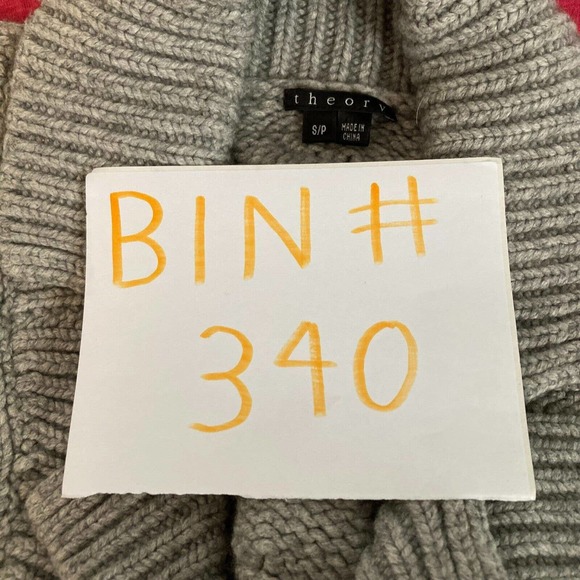 theory
S/P
MADE IN
CHINA
BIN #
340